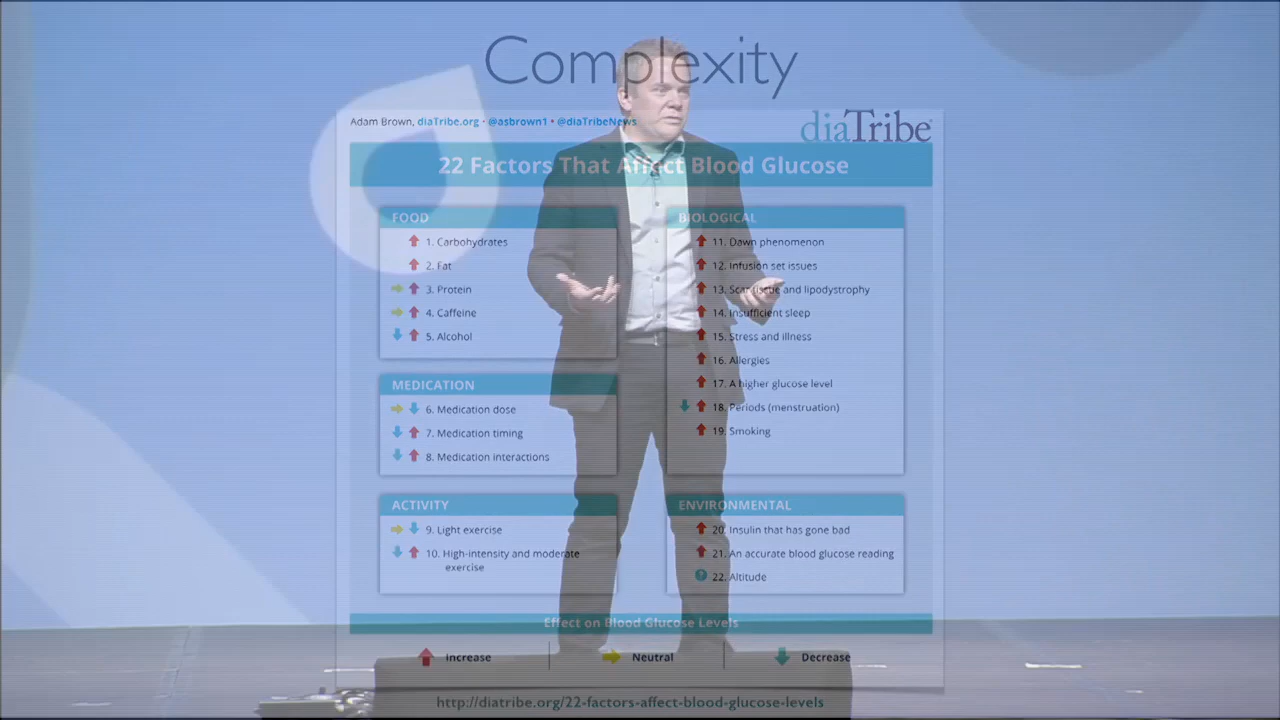 Complexity
Adam Brown, diaTribe.org · @asbrown1 • @diaTribeNews
diaTribe®
22 Factors That Affect Blood Glucose
FOOD
1. Carbohydrates
2. Fat
3. Protein
4. Caffeine
5. Alcohol
MEDICATION
6. Medication dose
7. Medication timing
8. Medication interactions
ACTIVITY
9. Light exercise
10. High-intensity and moderate
exercise
BIOLOGICAL
11. Dawn phenomenon
12. Infusion set issues
13. Scar tissue and lipodystrophy
14. Insufficient sleep
15. Stress and illness
16. Allergies
17. A higher glucose level
18. Periods (menstruation)
19. Smoking
ENVIRONMENTAL
20. Insulin that has gone bad
21. An accurate blood glucose reading
22. Altitude
Effect on Blood Glucose Levels
Increase
Neutral
Decrease
http://diatribe.org/22-factors-affect-blood-glucose-levels